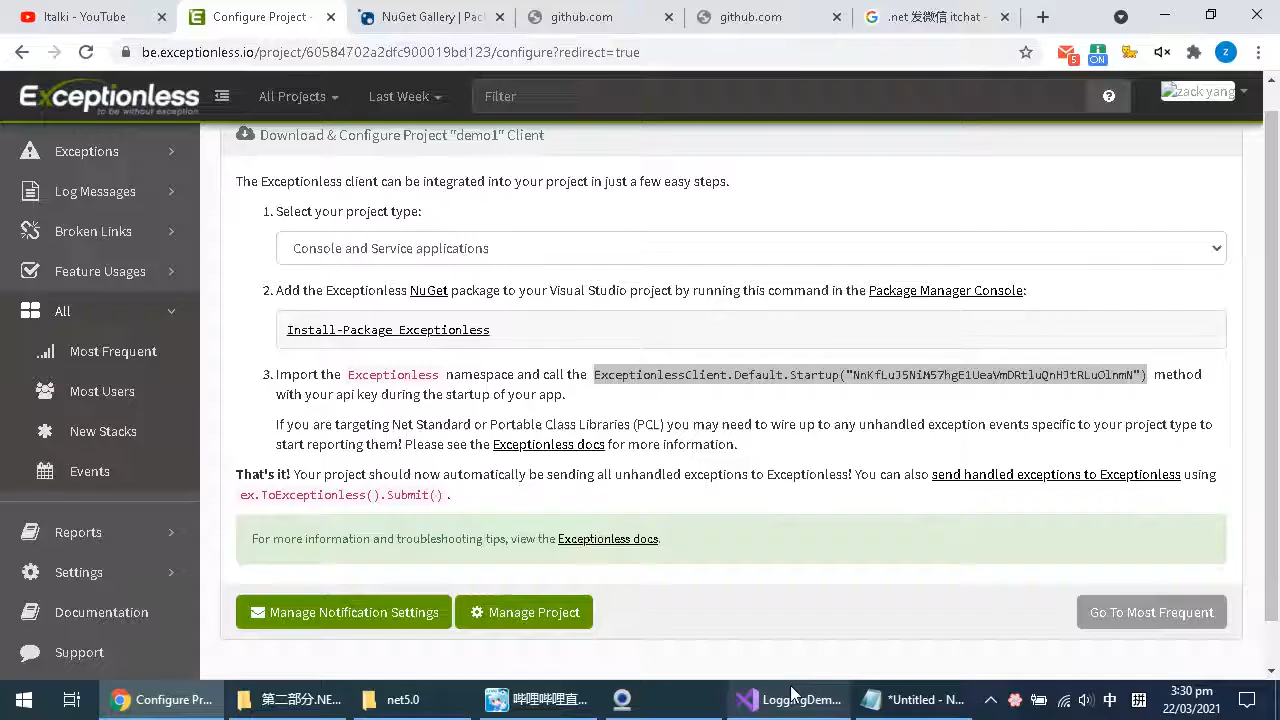 Italki - YouTube
Configure Project -
NuGet Gallery |
github.com
github.com
- Goog
be.exceptionless.io/project/60584702a2dfc900019bd123/configure?redirect=true
5
ON
Z
Exceptionless
to be without exception
All Projects
Last Week
Filter
zack yang
Exceptions
Log Messages
Broken Links
Feature Usages
All
Most Frequent
Most Users
New Stacks
Events
Reports
Settings
Documentation
Support
Download & Configure Project "demo1" Client
The Exceptionless client can be integrated into your project in just a few easy steps.
1. Select your project type:
Console and Service applications
2. Add the Exceptionless NuGet package to your Visual Studio project by running this command in the Package Manager Console:
Install-Package Exceptionless
3. Import the Exceptionless namespace and call the ExceptionlessClient.Default.Startup("NnKfLuJ5NiM57hgE1UeaVmDRtluQnHJtRLuOlnmN") method
with your api key during the startup of your app.
If you are targeting Net Standard or Portable Class Libraries (PCL) you may need to wire up to any unhandled exception events specific to your project type to
start reporting them! Please see the Exceptionless docs for more information.
That's it! Your project should now automatically be sending all unhandled exceptions to Exceptionless! You can also send handled exceptions to Exceptionless using
ex.ToExceptionless().Submit() .
For more information and troubleshooting tips, view the Exceptionless docs.
Manage Notification Settings
Manage Project
Go To Most Frequent
Configure Pr...
第二部分.NE...
net5.0
哔哩哔哩直...
LoggingDem...
*Untitled - N...
中
拼
3:30 pm
22/03/2021